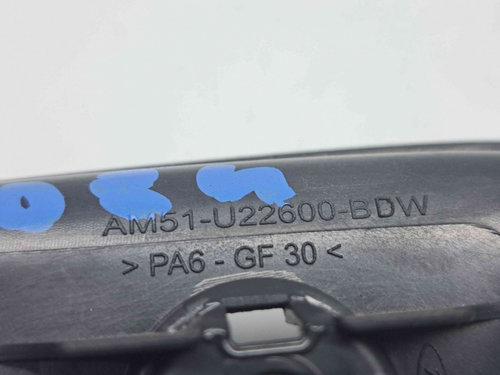 AM51-U22600-BDW
> PA6 - GF 30 <